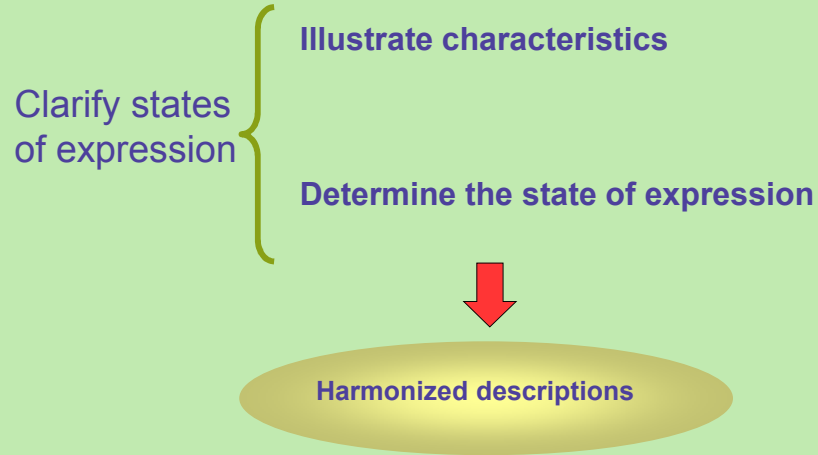 Illustrate characteristics
Clarify states
of expression
Determine the state of expression
Harmonized descriptions